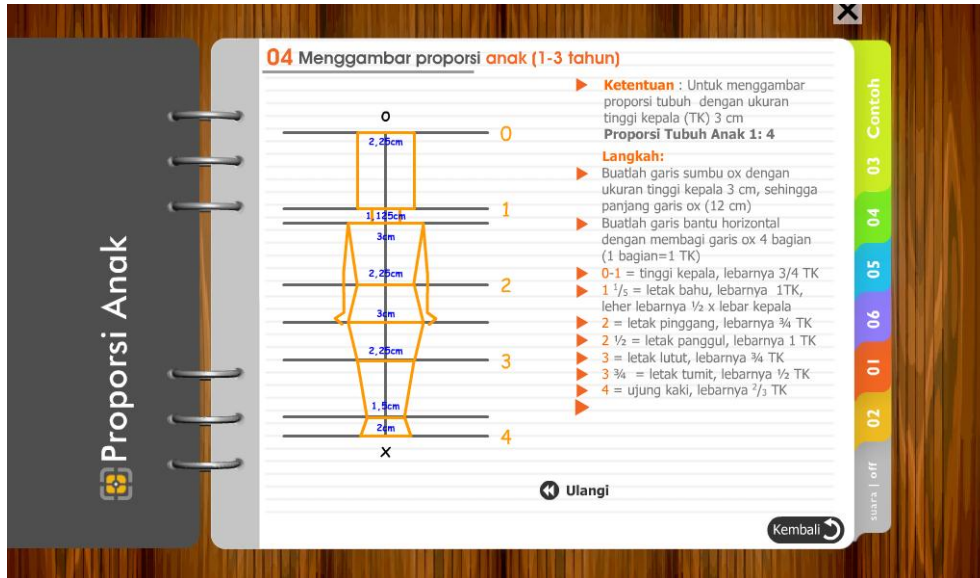 X
Proporsi Anak
04 Menggambar proporsi anak (1-3 tahun)
O
0
2,25cm
1
1,125cm
3cm
2,25cm
2
3cm
2,25cm
3
1,5cm
2cm
4
X
Ketentuan : Untuk menggambar
proporsi tubuh dengan ukuran
tinggi kepala (TK) 3 cm
Proporsi Tubuh Anak 1: 4
Langkah:
Buatlah garis sumbu ox dengan
ukuran tinggi kepala 3 cm, sehingga
panjang garis ox (12 cm)
Buatlah garis bantu horizontal
dengan membagi garis ox 4 bagian
(1 bagian=1 TK)
0-1 = tinggi kepala, lebarnya 3/4 TK
1 1/5 = letak bahu, lebarnya 1TK,
leher lebarnya ½ x lebar kepala
2 = letak pinggang, lebarnya ¾ TK
2 ½ = letak panggul, lebarnya 1 TK
3 = letak lutut, lebarnya ¾ TK
3 ¾ = letak tumit, lebarnya ½ TK
4 = ujung kaki, lebarnya 2/3 TK
Ulangi
Kembali
Contoh
03
04
05
06
01
02
suara | off